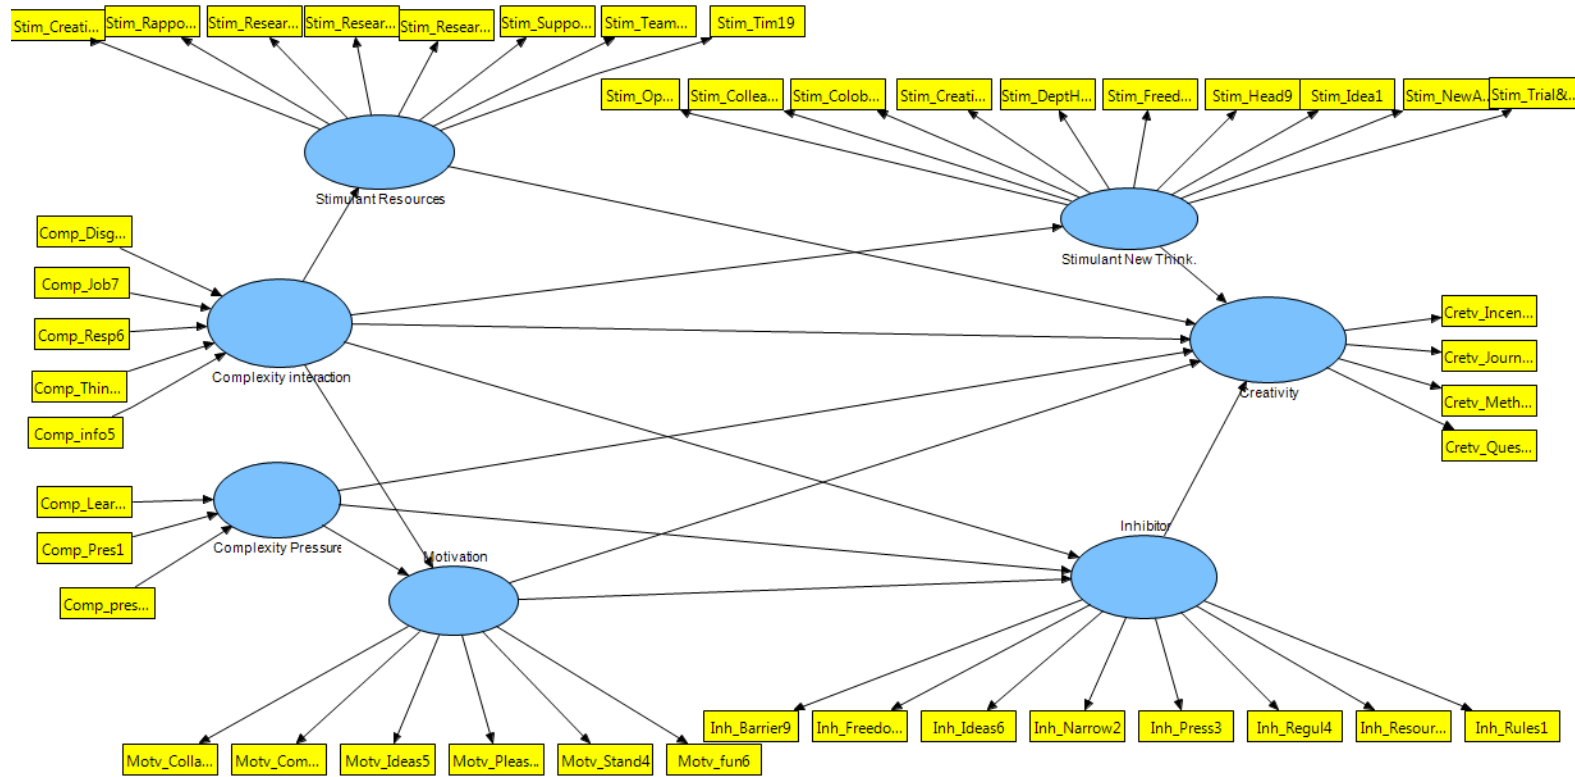 Stim_Creati...
Stim_Rappo...
Stim_Resear...
Stim_Resear...
Stim_Resear...
Stim_Suppo...
Stim_Team...
Stim_Tim19
Stim_Op...
Stim_Collea...
Stim_Colob...
Stim_Creati...
Stim_DeptH...
Stim_Freed...
Stim_Head9
Stim_Idea1
Stim_NewA...
Stim_Trial&...
Stimulant Resources
Stimulant New Think.
Comp_Disg...
Comp_Job7
Comp_Resp6
Comp_Thin...
Comp_info5
Complexity interaction
Creativity
Cretv_Incen...
Cretv_Journ...
Cretv_Meth...
Cretv_Ques...
Comp_Lear...
Comp_Pres1
Comp_pres...
Complexity Pressure
Motivation
Inhibitor
Inh_Barrier9
Inh_Freedo...
Inh_Ideas6
Inh_Narrow2
Inh_Press3
Inh_Regul4
Inh_Resour...
Inh_Rules1
Motv_Colla...
Motv_Com...
Motv_Ideas5
Motv_Pleas...
Motv_Stand4
Motv_fun6